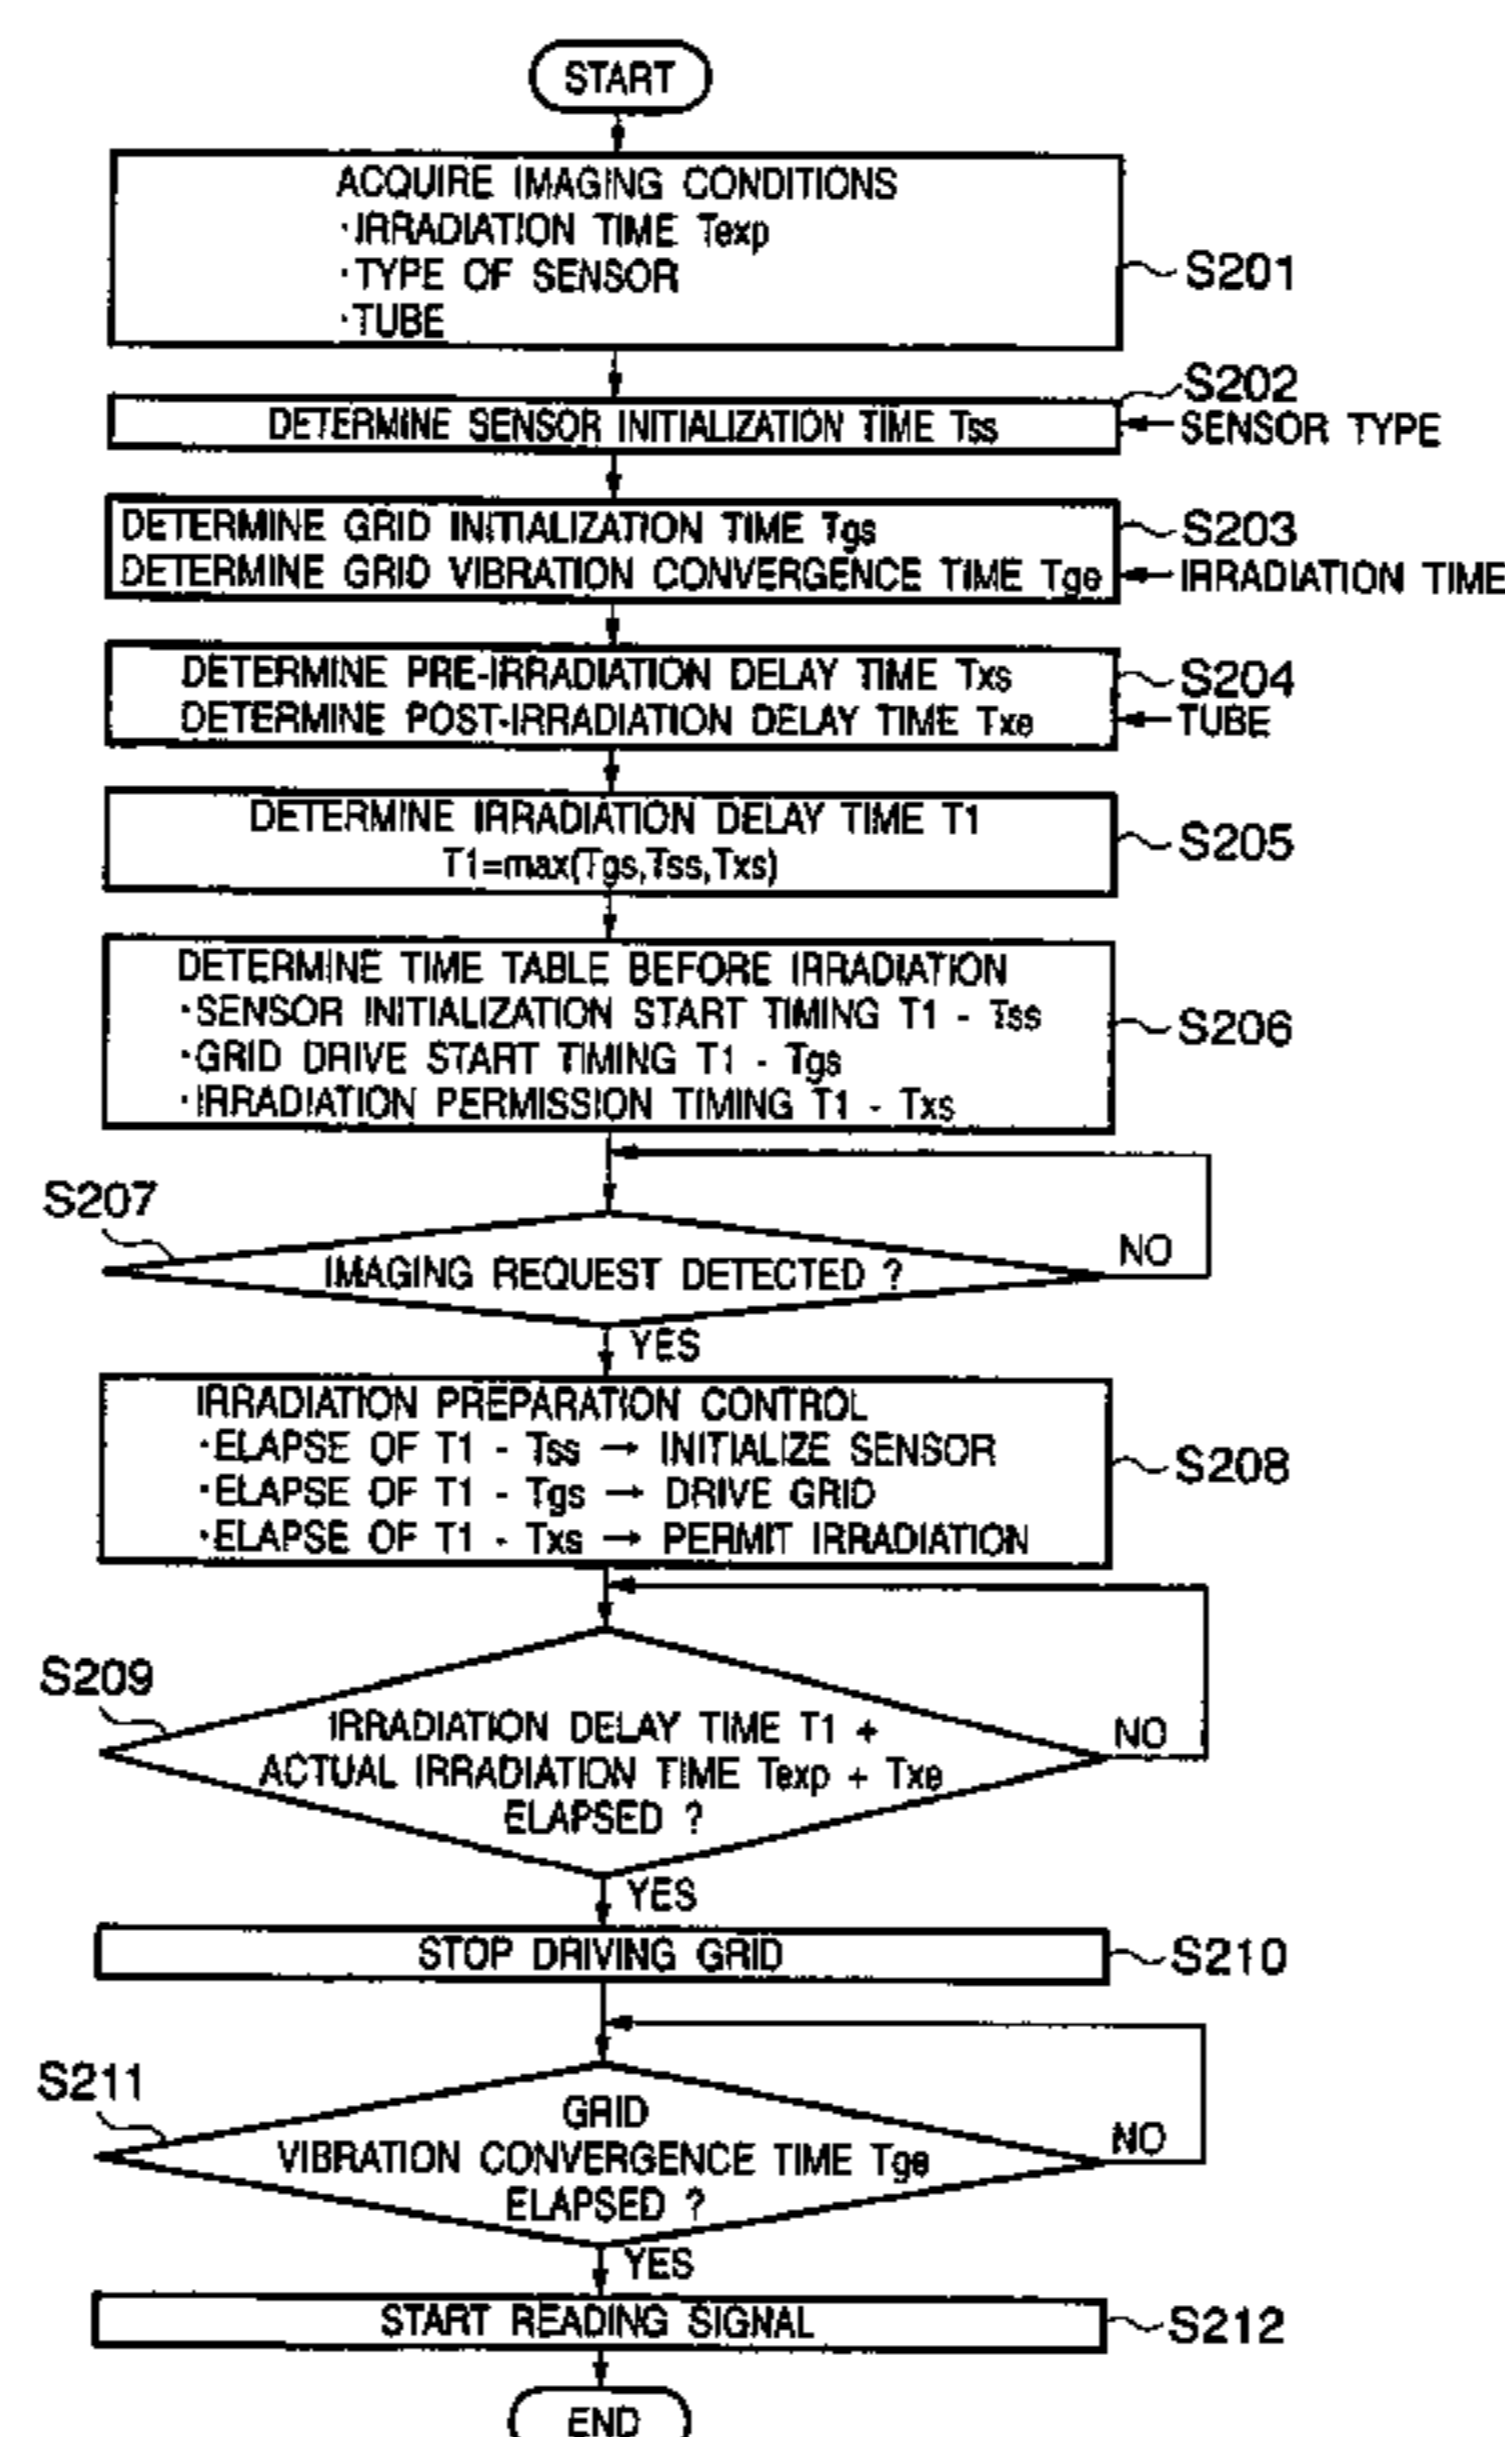 START
ACQUIRE IMAGING CONDITIONS
·IRRADIATION TIME Texp
·TYPE OF SENSOR
·TUBE
S201
S202
DETERMINE SENSOR INITIALIZATION TIME Tss
SENSOR TYPE
DETERMINE GRID INITIALIZATION TIME Tgs
S203
DETERMINE GRID VIBRATION CONVERGENCE TIME Tge
IRRADIATION TIME
DETERMINE PRE-IRRADIATION DELAY TIME Txs
S204
DETERMINE POST-IRRADIATION DELAY TIME Txe
TUBE
DETERMINE IRRADIATION DELAY TIME T1
T1=max(Tgs,Tss,Txs)
S205
DETERMINE TIME TABLE BEFORE IRRADIATION
·SENSOR INITIALIZATION START TIMING T1 - Tss
·GRID DRIVE START TIMING T1 - Tgs
·IRRADIATION PERMISSION TIMING T1 - Txs
S206
S207
IMAGING REQUEST DETECTED ?
NO
YES
IRRADIATION PREPARATION CONTROL
·ELAPSE OF T1 - Tss → INITIALIZE SENSOR
·ELAPSE OF T1 - Tgs → DRIVE GRID
·ELAPSE OF T1 - Txs → PERMIT IRRADIATION
S208
S209
IRRADIATION DELAY TIME T1 +
ACTUAL IRRADIATION TIME Texp + Txe
ELAPSED ?
NO
YES
STOP DRIVING GRID
S210
S211
GRID
VIBRATION CONVERGENCE TIME Tge
ELAPSED ?
NO
YES
START READING SIGNAL
S212
END